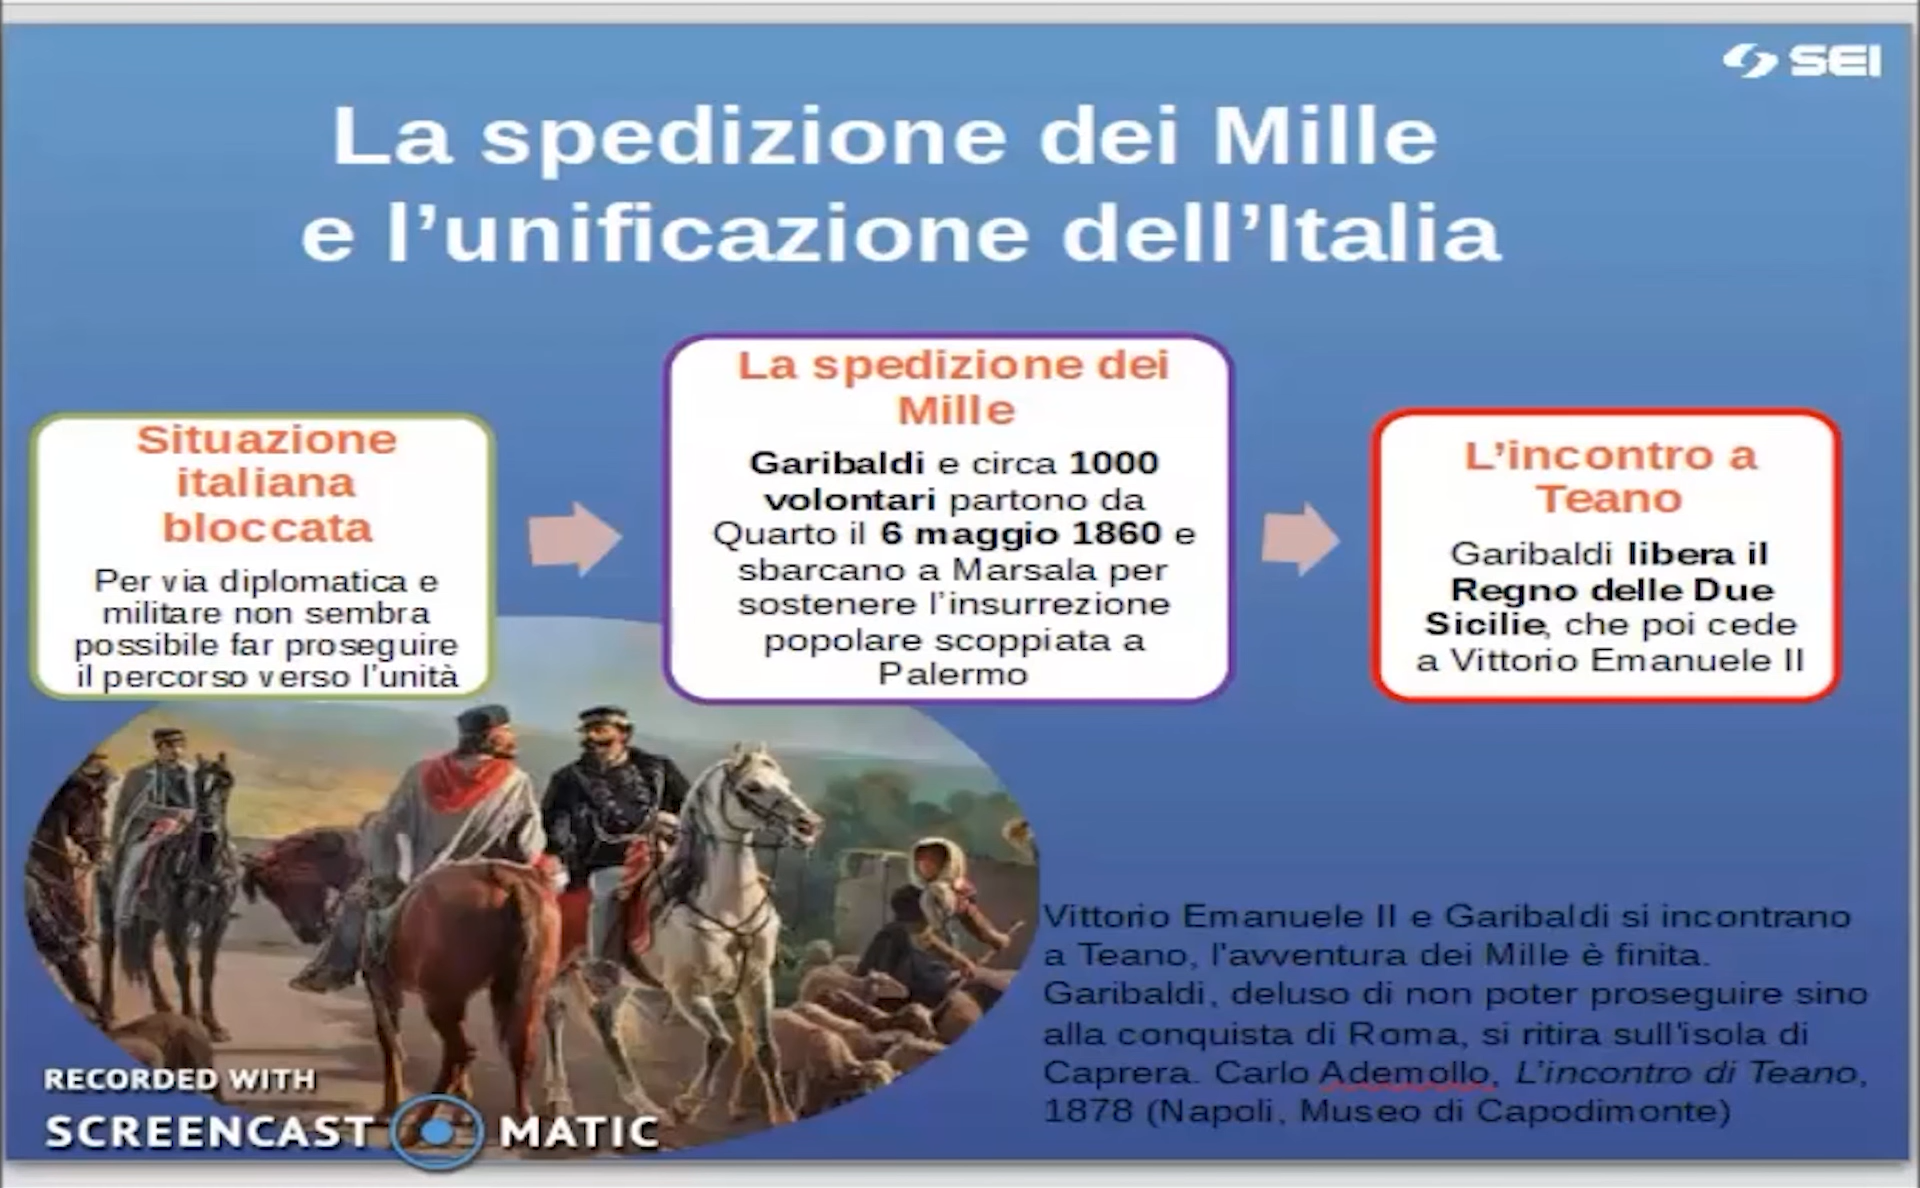 SEI
La spedizione dei Mille
e l’unificazione dell’Italia
Situazione
italiana
bloccata
Per via diplomatica e
militare non sembra
possibile far proseguire
il percorso verso l’unità
La spedizione dei
Mille
Garibaldi e circa 1000
volontari partono da
Quarto il 6 maggio 1860 e
sbarcano a Marsala per
sostenere l’insurrezione
popolare scoppiata a
Palermo
L’incontro a
Teano
Garibaldi libera il
Regno delle Due
Sicilie, che poi cede
a Vittorio Emanuele II
Vittorio Emanuele II e Garibaldi si incontrano
a Teano, l'avventura dei Mille è finita.
Garibaldi, deluso di non poter proseguire sino
alla conquista di Roma, si ritira sull'isola di
Caprera. Carlo Ademollo, L’incontro di Teano,
1878 (Napoli, Museo di Capodimonte)
RECORDED WITH
SCREENCAST MATIC